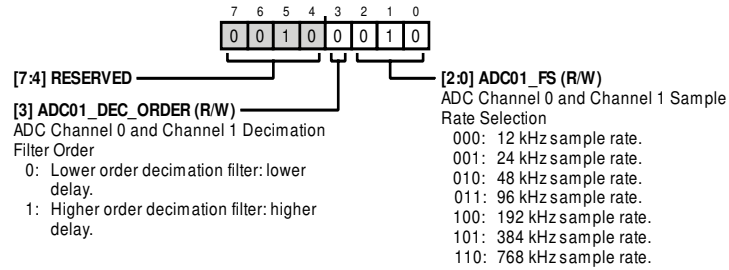 7 6 5 4 3 2 1 0
0 0 1 0 0 0 1 0
[7:4] RESERVED
[3] ADC01_DEC_ORDER (R/W)
ADC Channel 0 and Channel 1 Decimation
Filter Order
0: Lower order decimation filter: lower
delay.
1: Higher order decimation filter: higher
delay.
[2:0] ADC01_FS (R/W)
ADC Channel 0 and Channel 1 Sample
Rate Selection
000: 12 kHz sample rate.
001: 24 kHz sample rate.
010: 48 kHz sample rate.
011: 96 kHz sample rate.
100: 192 kHz sample rate.
101: 384 kHz sample rate.
110: 768 kHz sample rate.